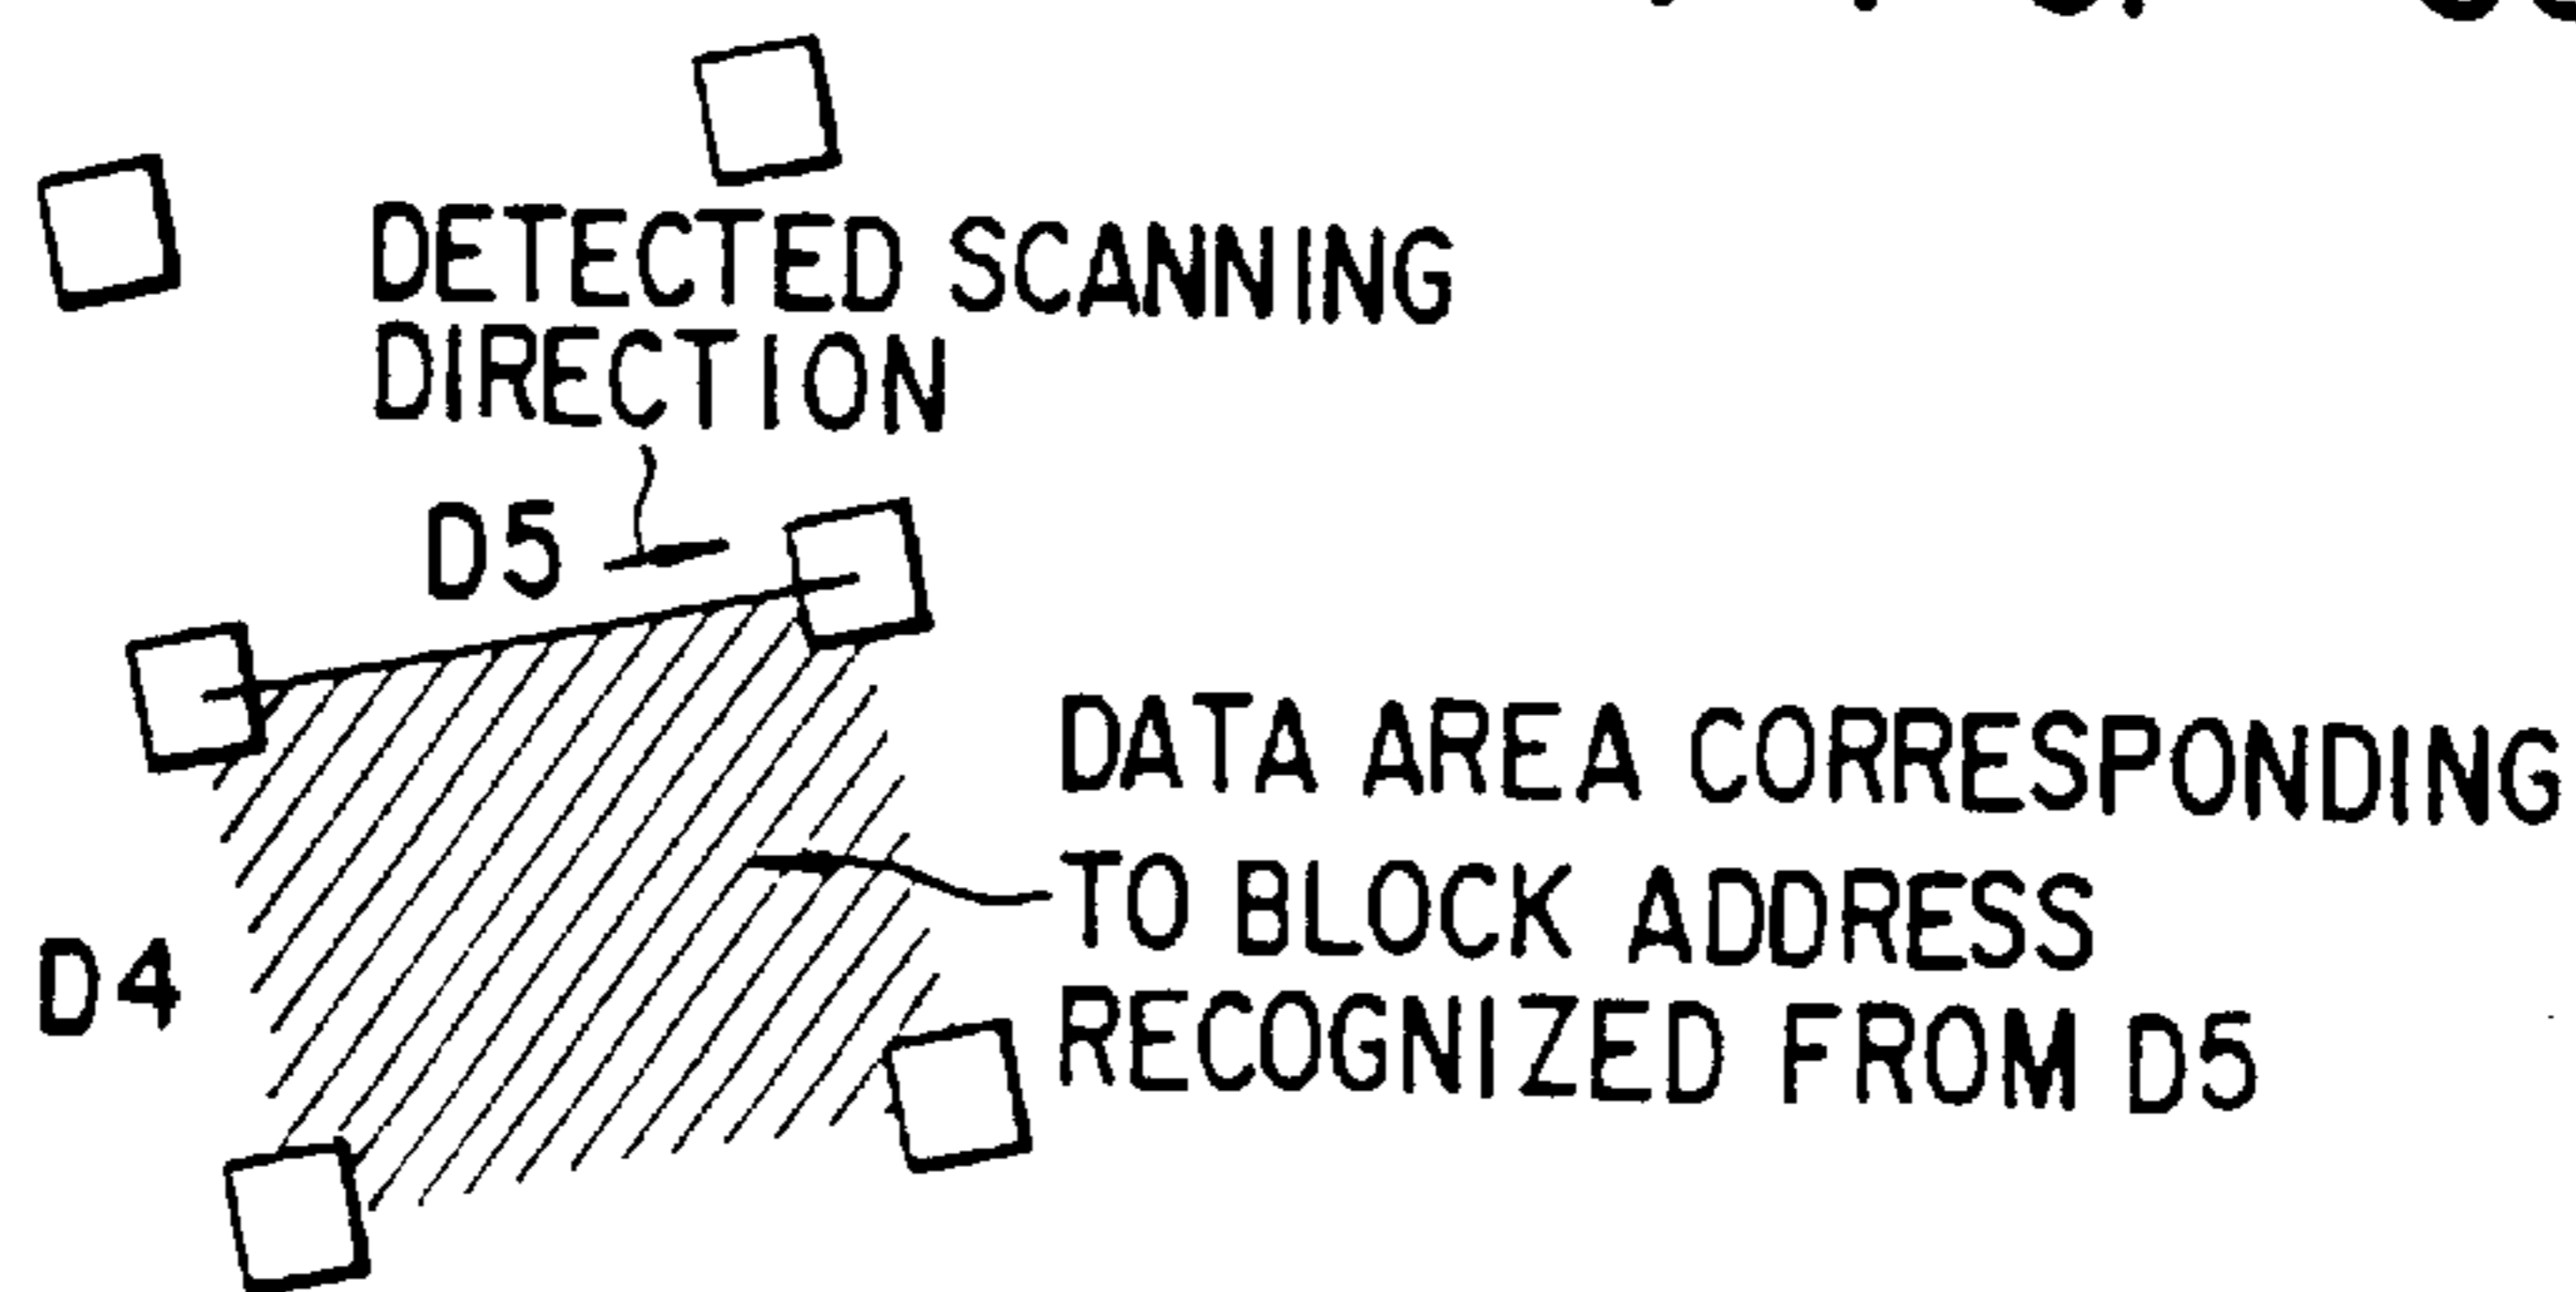 DETECTED SCANNING
DIRECTION
D5
DATA AREA CORRESPONDING
TO BLOCK ADDRESS
D4
RECOGNIZED FROM D5